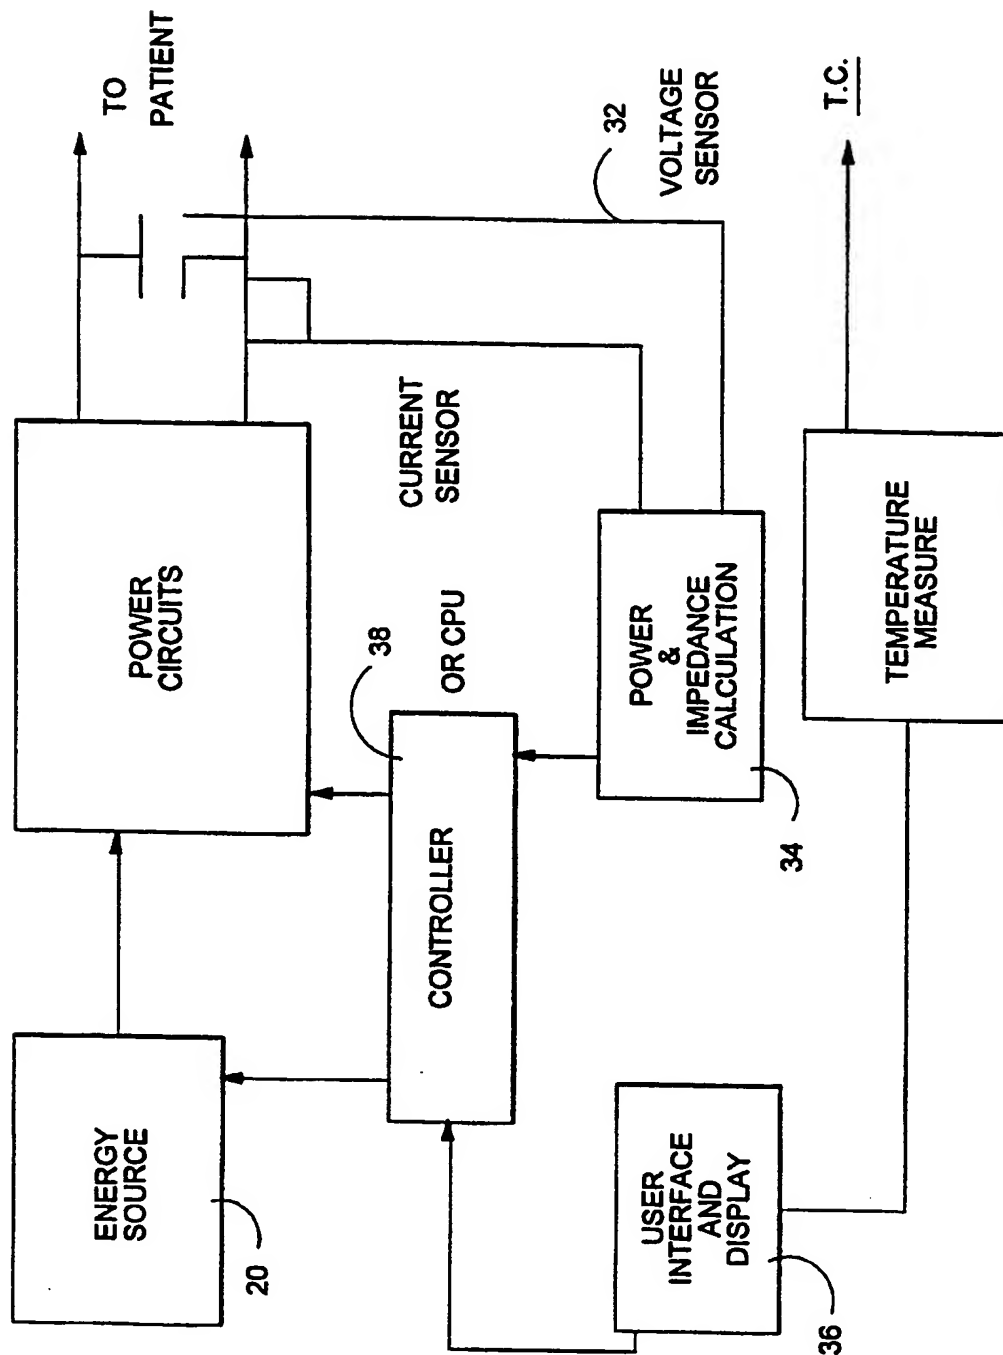 ENERGY
SOURCE
20
POWER
CIRCUITS
TO
PATIENT
CONTROLLER
38
OR CPU
CURRENT
SENSOR
32
VOLTAGE
SENSOR
USER
INTERFACE
AND
DISPLAY
36
POWER
&
IMPEDANCE
CALCULATION
34
TEMPERATURE
MEASURE
T.C.